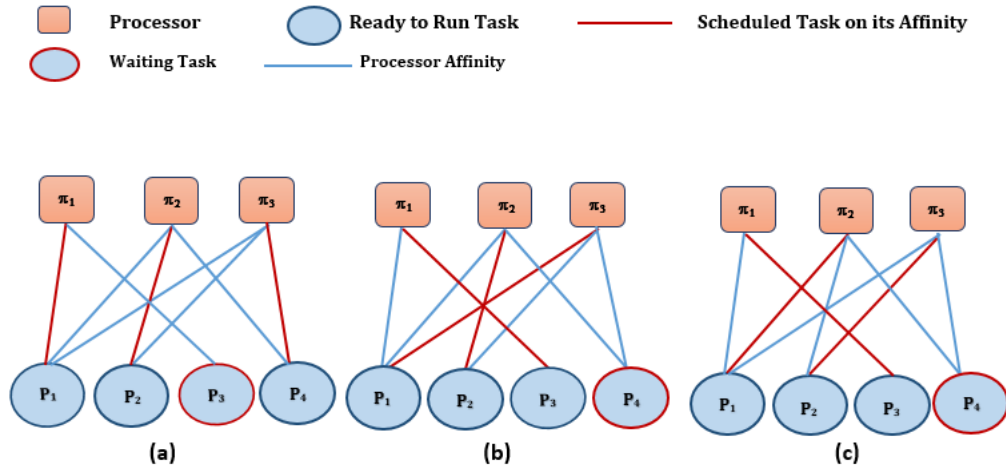 Processor Ready to Run Task Scheduled Task on its Affinity
Waiting Task Processor Affinity
π₁ π₂ π₃ π₁ π₂ π₃ π₁ π₂ π₃
P₁ P₂ P₃ P₄ P₁ P₂ P₃ P₄ P₁ P₂ P₃ P₄
(a) (b) (c)